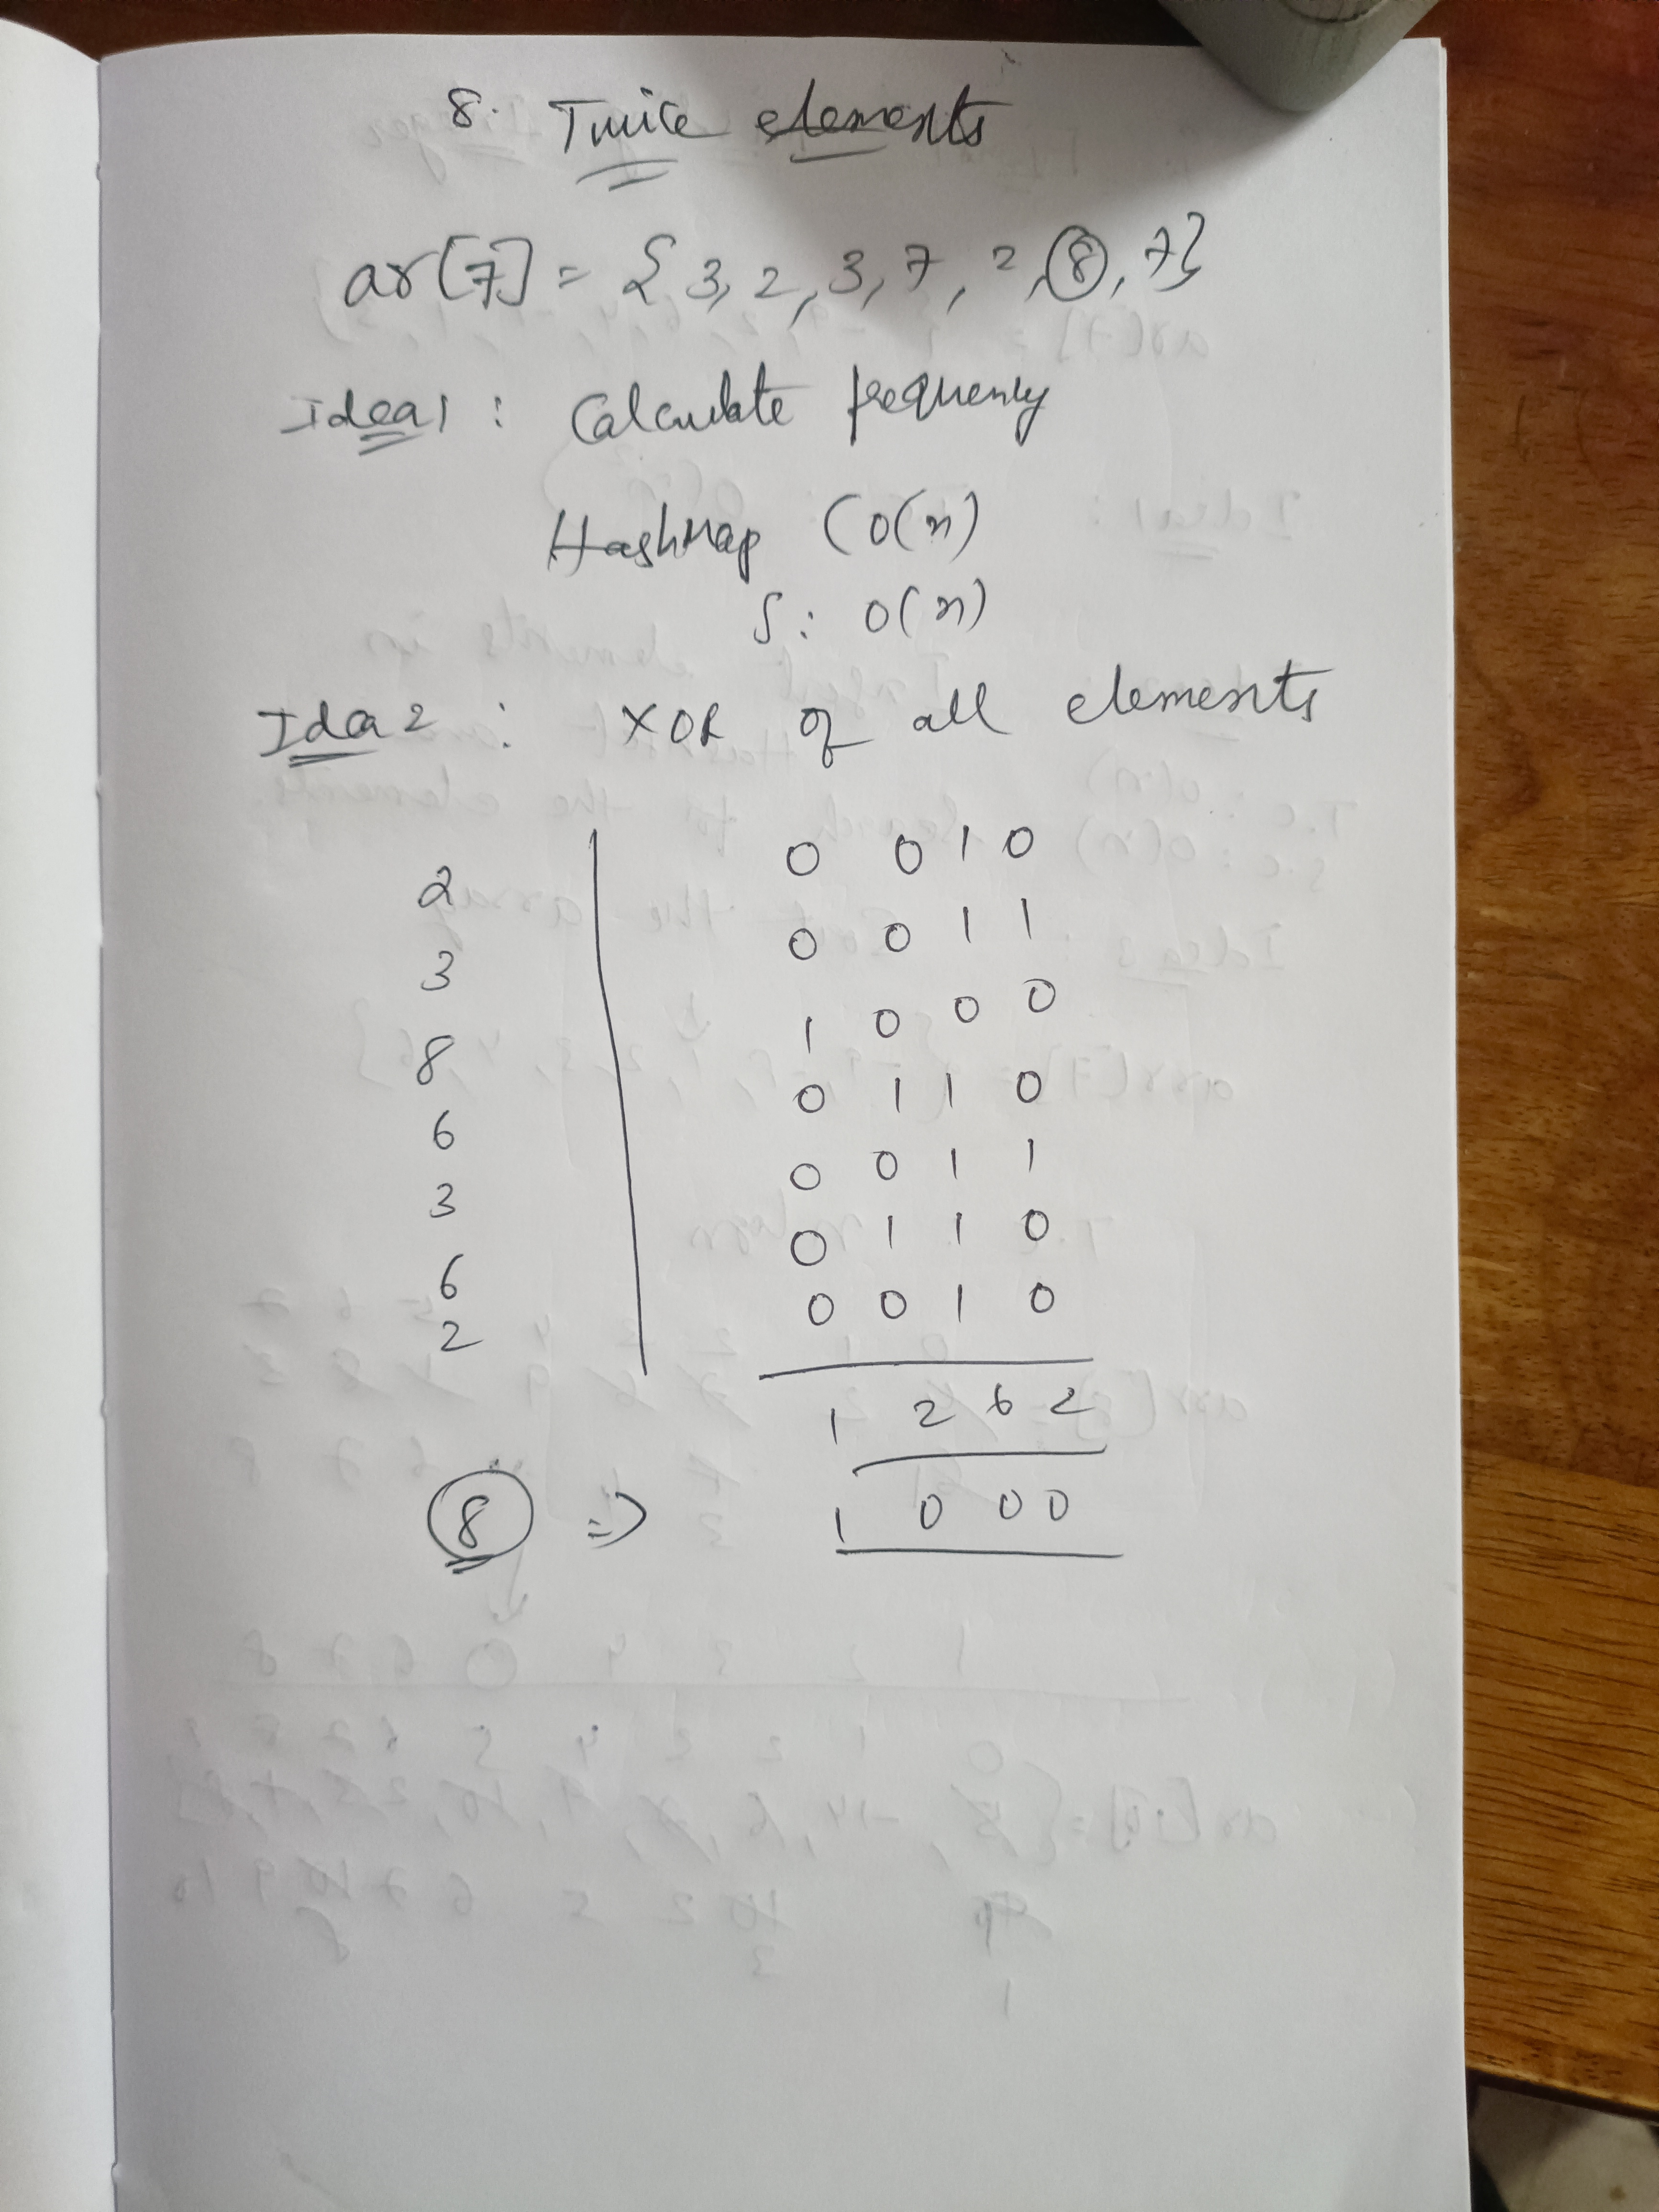 8. Twice elements
ar[7] = { 3, 2, 3, 7, 2, 8, 7}
Idea1 : Calculate frequency
HashMap (O(n)
S: O(n)
Idea 2 : XOR of all elements
2 | 0 0 1 0
3 | 0 0 1 1
8 | 1 0 0 0
6 | 0 1 1 0
3 | 0 0 1 1
6 | 0 1 1 0
2 | 0 0 1 0
1 2 6 2
8 => 1 0 0 0